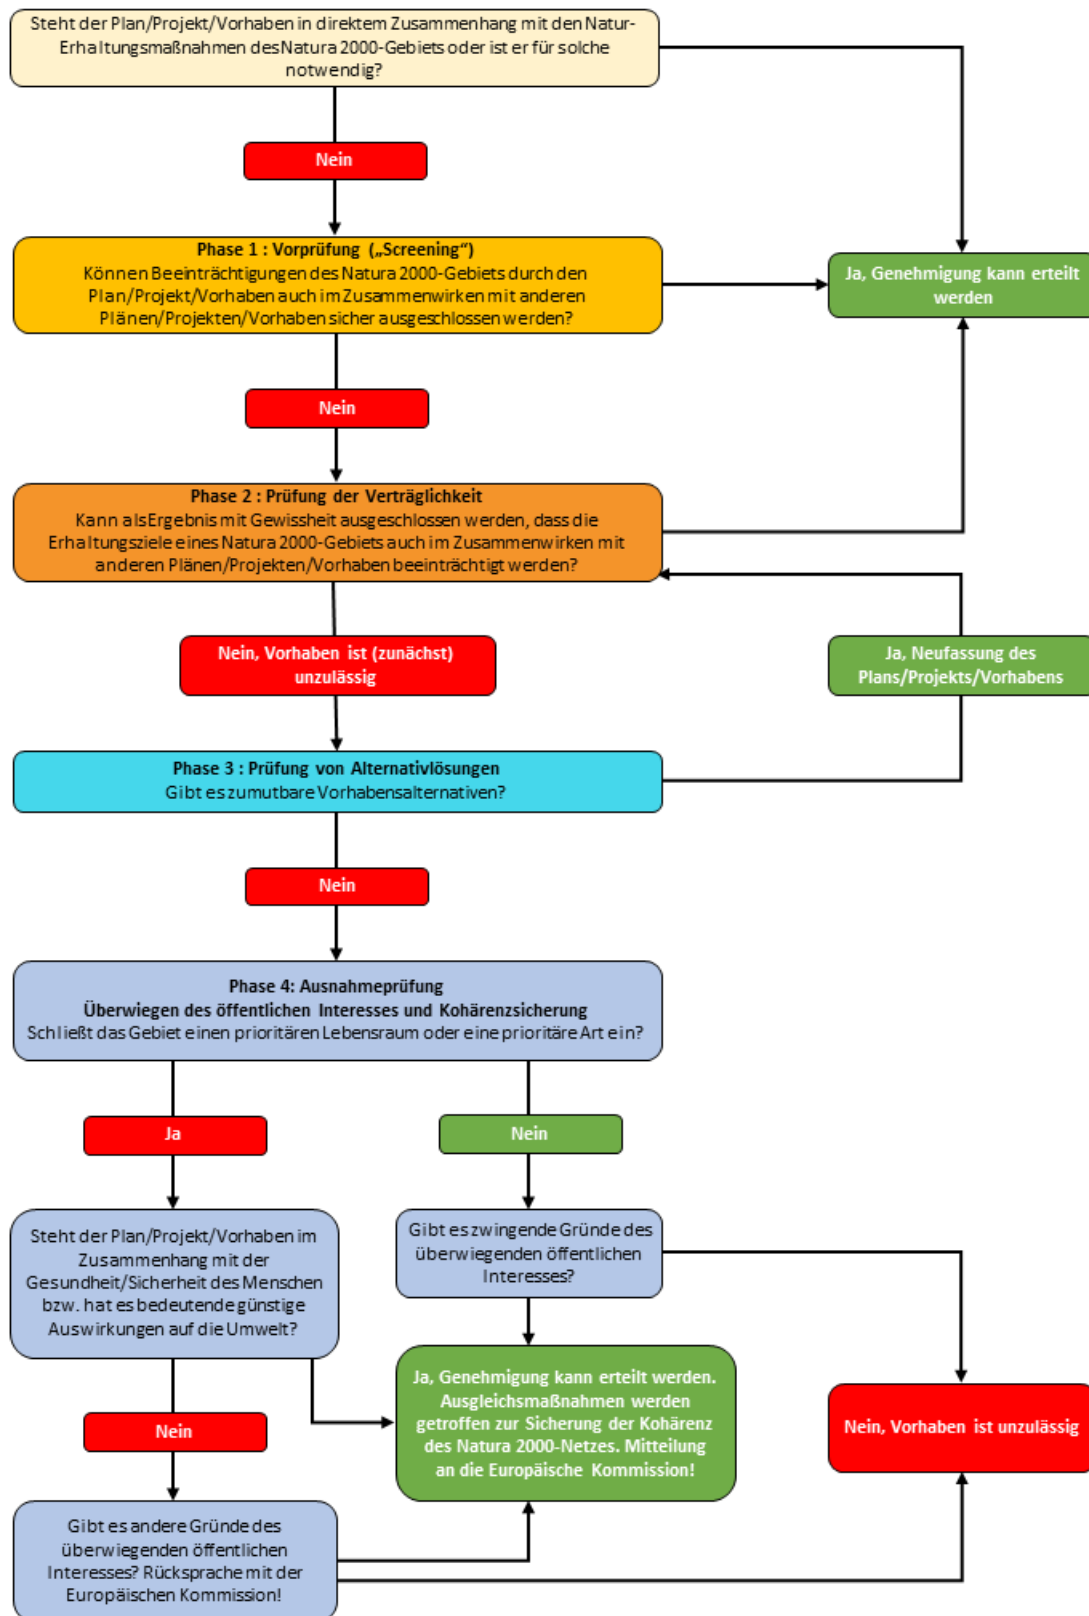 Steht der Plan/Projekt/Vorhaben in direktem Zusammenhang mit den Natur-
Erhaltungsmaßnahmen des Natura 2000-Gebiets oder ist er für solche
notwendig?
Nein
Phase 1 : Vorprüfung („Screening“)
Können Beeinträchtigungen des Natura 2000-Gebiets durch den
Plan/Projekt/Vorhaben auch im Zusammenwirken mit anderen
Plänen/Projekten/Vorhaben sicher ausgeschlossen werden?
Ja, Genehmigung kann erteilt
werden
Nein
Phase 2 : Prüfung der Verträglichkeit
Kann als Ergebnis mit Gewissheit ausgeschlossen werden, dass die
Erhaltungsziele eines Natura 2000-Gebiets auch im Zusammenwirken mit
anderen Plänen/Projekten/Vorhaben beeinträchtigt werden?
Nein, Vorhaben ist (zunächst)
unzulässig
Ja, Neufassung des
Plans/Projekts/Vorhabens
Phase 3 : Prüfung von Alternativlösungen
Gibt es zumutbare Vorhabensalternativen?
Nein
Phase 4: Ausnahmeprüfung
Überwiegen des öffentlichen Interesses und Kohärenzsicherung
Schließt das Gebiet einen prioritären Lebensraum oder eine prioritäre Art ein?
Ja
Nein
Steht der Plan/Projekt/Vorhaben im
Zusammenhang mit der
Gesundheit/Sicherheit des Menschen
bzw. hat es bedeutende günstige
Auswirkungen auf die Umwelt?
Gibt es zwingende Gründe des
überwiegenden öffentlichen
Interesses?
Ja, Genehmigung kann erteilt werden.
Ausgleichsmaßnahmen werden
getroffen zur Sicherung der Kohärenz
des Natura 2000-Netzes. Mitteilung
an die Europäische Kommission!
Nein, Vorhaben ist unzulässig
Nein
Gibt es andere Gründe des
überwiegenden öffentlichen
Interesses? Rücksprache mit der
Europäischen Kommission!